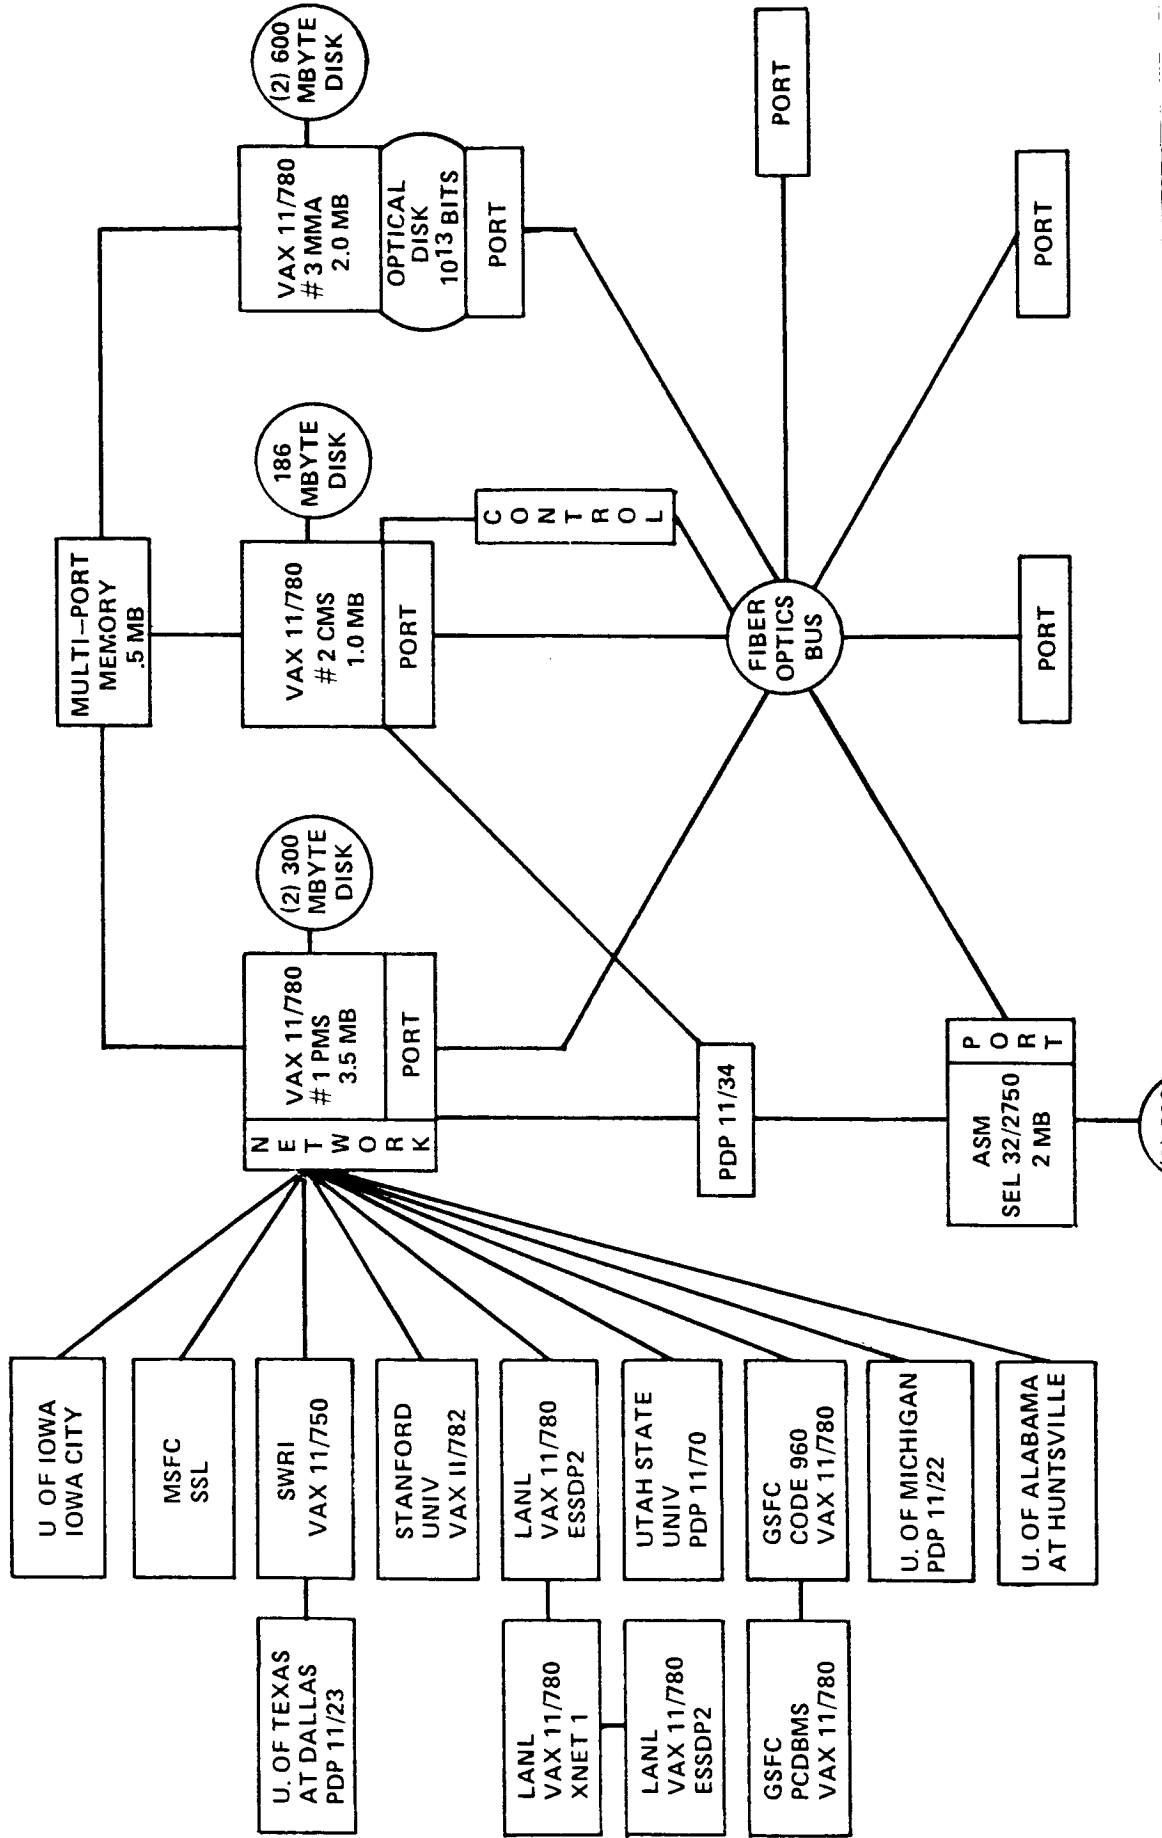 U. OF TEXAS
AT DALLAS
PDP 11/23
LANL
VAX 11/780
XNET 1
LANL
VAX 11/780
ESSDP2
GSFC
PCDBMS
VAX 11/780
U OF IOWA
IOWA CITY
MSFC
SSL
SWRI
VAX 11/750
STANFORD
UNIV
VAX 11/782
LANL
VAX 11/780
ESSDP2
UTAH STATE
UNIV
PDP 11/70
GSFC
CODE 960
VAX 11/780
U. OF MICHIGAN
PDP 11/22
U. OF ALABAMA
AT HUNTSVILLE
NETWORK
VAX 11/780
#1 PMS
3.5 MB
PORT
(2) 300
MBYTE
DISK
PDP 11/34
ASM
SEL 32/2750
2 MB
PORT
MULTI-PORT
MEMORY
.5 MB
VAX 11/780
#2 CMS
1.0 MB
PORT
186
MBYTE
DISK
CONTROL
FIBER
OPTICS
BUS
PORT
VAX 11/780
#3 MMA
2.0 MB
OPTICAL
DISK
10^13 BITS
PORT
(2) 600
MBYTE
DISK
PORT
PORT